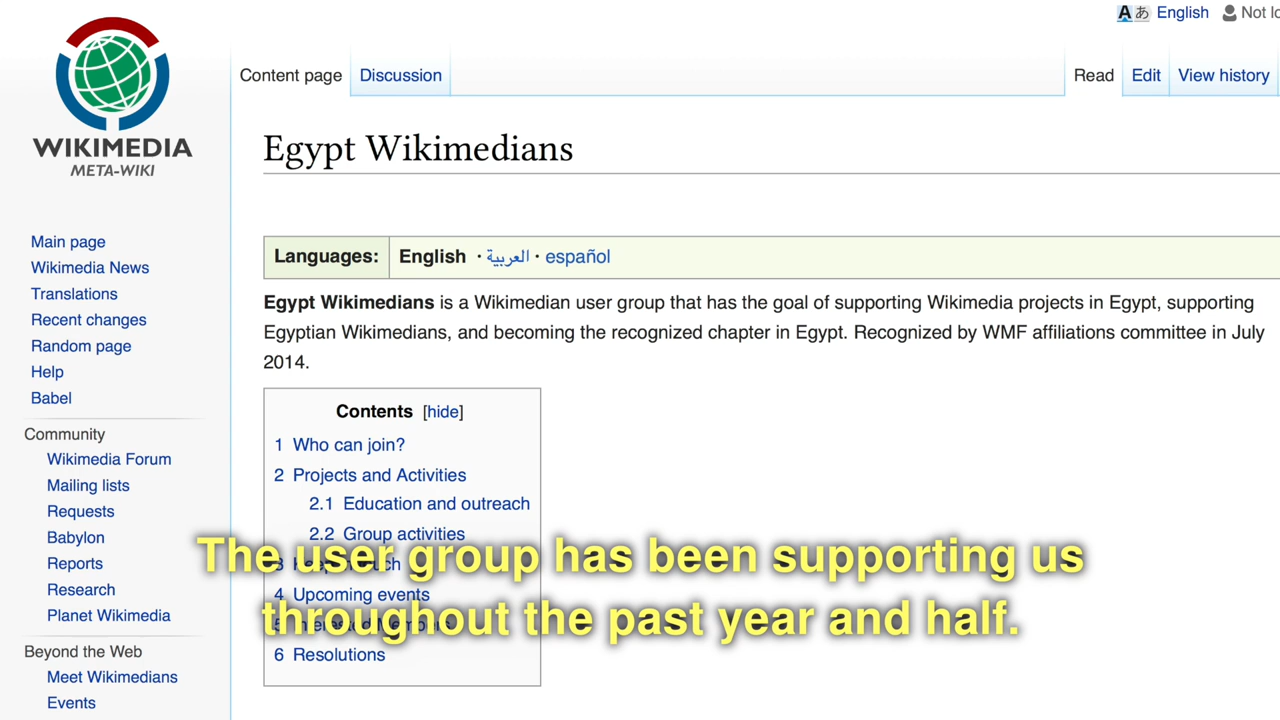 English
Not lo
WIKIMEDIA
META-WIKI
Content page
Discussion
Read
Edit
View history
Egypt Wikimedians
Languages: English · العربية · español
Egypt Wikimedians is a Wikimedian user group that has the goal of supporting Wikimedia projects in Egypt, supporting
Egyptian Wikimedians, and becoming the recognized chapter in Egypt. Recognized by WMF affiliations committee in July
2014.
Contents [hide]
1 Who can join?
2 Projects and Activities
2.1 Education and outreach
2.2 Group activities
4 Upcoming events
6 Resolutions
Main page
Wikimedia News
Translations
Recent changes
Random page
Help
Babel
Community
Wikimedia Forum
Mailing lists
Requests
Babylon
Reports
Research
Planet Wikimedia
Beyond the Web
Meet Wikimedians
Events
The user group has been supporting us
throughout the past year and half.